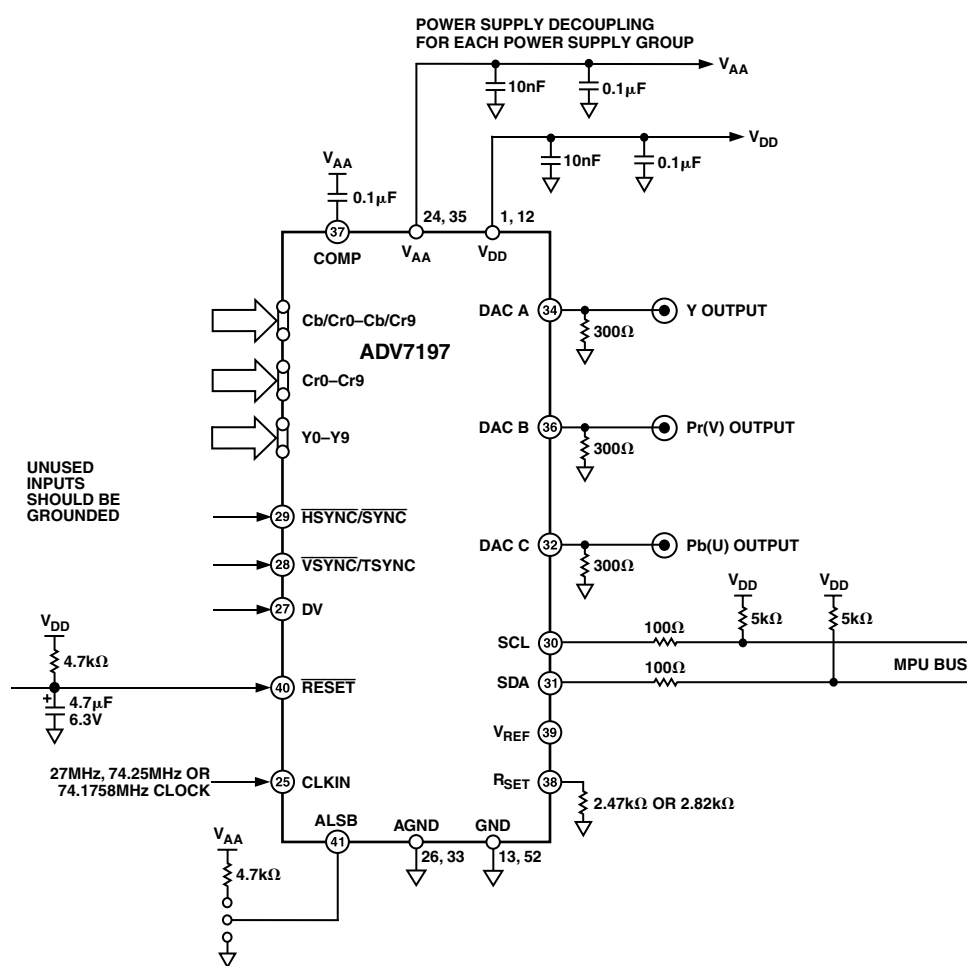 POWER SUPPLY DECOUPLING
FOR EACH POWER SUPPLY GROUP
VAA
10nF
0.1μF
VDD
10nF
0.1μF
VAA
0.1μF
24, 35
1, 12
37
COMP
VAA
VDD
Cb/Cr0–Cb/Cr9
ADV7197
Cr0–Cr9
Y0–Y9
DAC A
34
Y OUTPUT
300Ω
DAC B
36
Pr(V) OUTPUT
300Ω
DAC C
32
Pb(U) OUTPUT
300Ω
UNUSED
INPUTS
SHOULD BE
GROUNDED
29
HSYNC/SYNC
28
VSYNC/TSYNC
27
DV
VDD
4.7kΩ
40
RESET
+
4.7μF
6.3V
27MHz, 74.25MHz OR
74.1758MHz CLOCK
25
CLKIN
VDD
VDD
5kΩ
5kΩ
SCL
30
100Ω
SDA
31
100Ω
MPU BUS
VREF
39
RSET
38
2.47kΩ OR 2.82kΩ
ALSB
41
AGND
26, 33
GND
13, 52
VAA
4.7kΩ